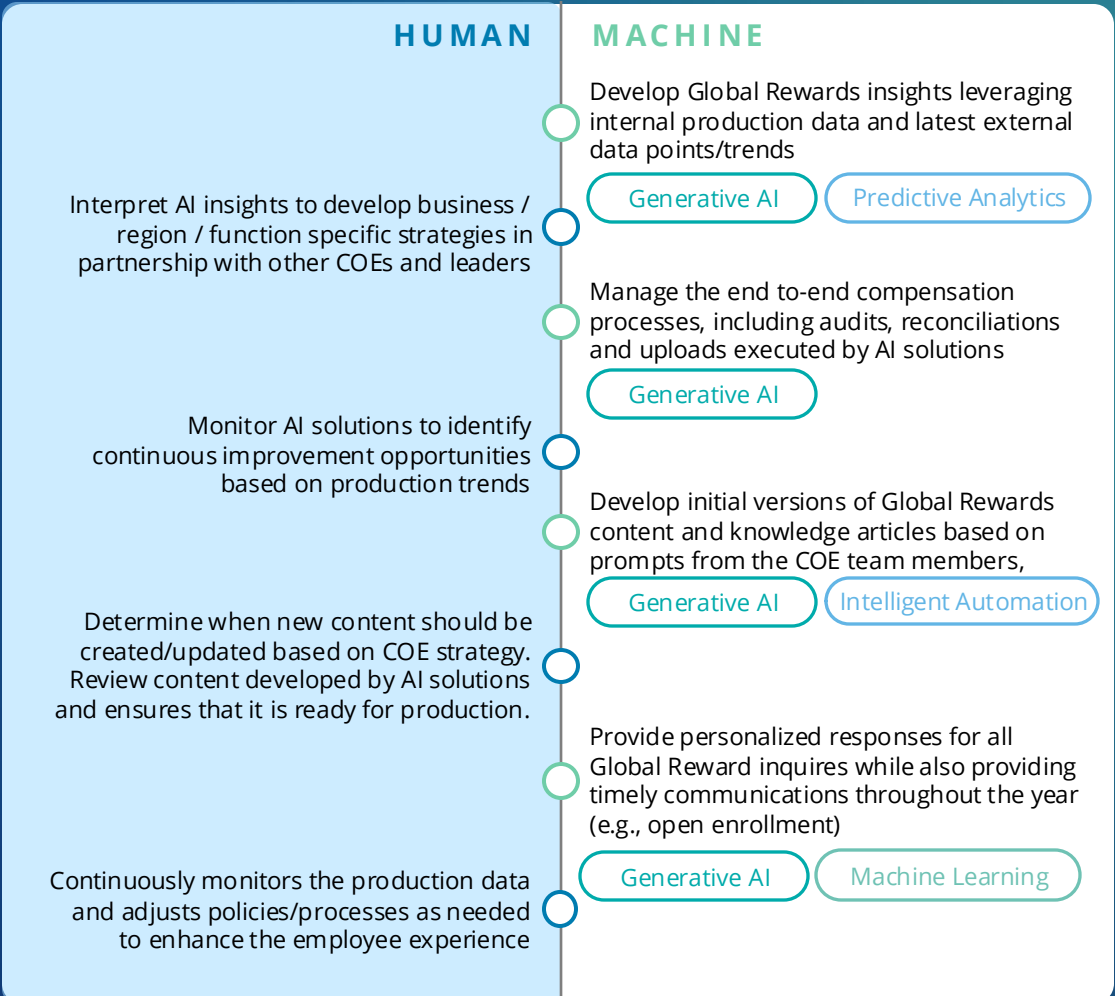 HUMAN
MACHINE
Develop Global Rewards insights leveraging
internal production data and latest external
data points/trends
Generative AI
Predictive Analytics
Interpret AI insights to develop business /
region / function specific strategies in
partnership with other COEs and leaders
Manage the end to-end compensation
processes, including audits, reconciliations
and uploads executed by AI solutions
Generative AI
Monitor AI solutions to identify
continuous improvement opportunities
based on production trends
Develop initial versions of Global Rewards
content and knowledge articles based on
prompts from the COE team members,
Generative AI
Intelligent Automation
Determine when new content should be
created/updated based on COE strategy.
Review content developed by AI solutions
and ensures that it is ready for production.
Provide personalized responses for all
Global Reward inquires while also providing
timely communications throughout the year
(e.g., open enrollment)
Generative AI
Machine Learning
Continuously monitors the production data
and adjusts policies/processes as needed
to enhance the employee experience